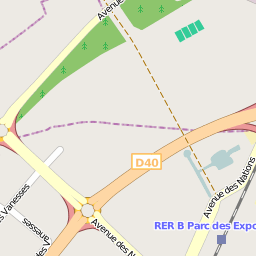 Avenue
D40
Avenue des Nations
RER B Parc des Expo
s Vanesses
Vanesses
Avenue des N